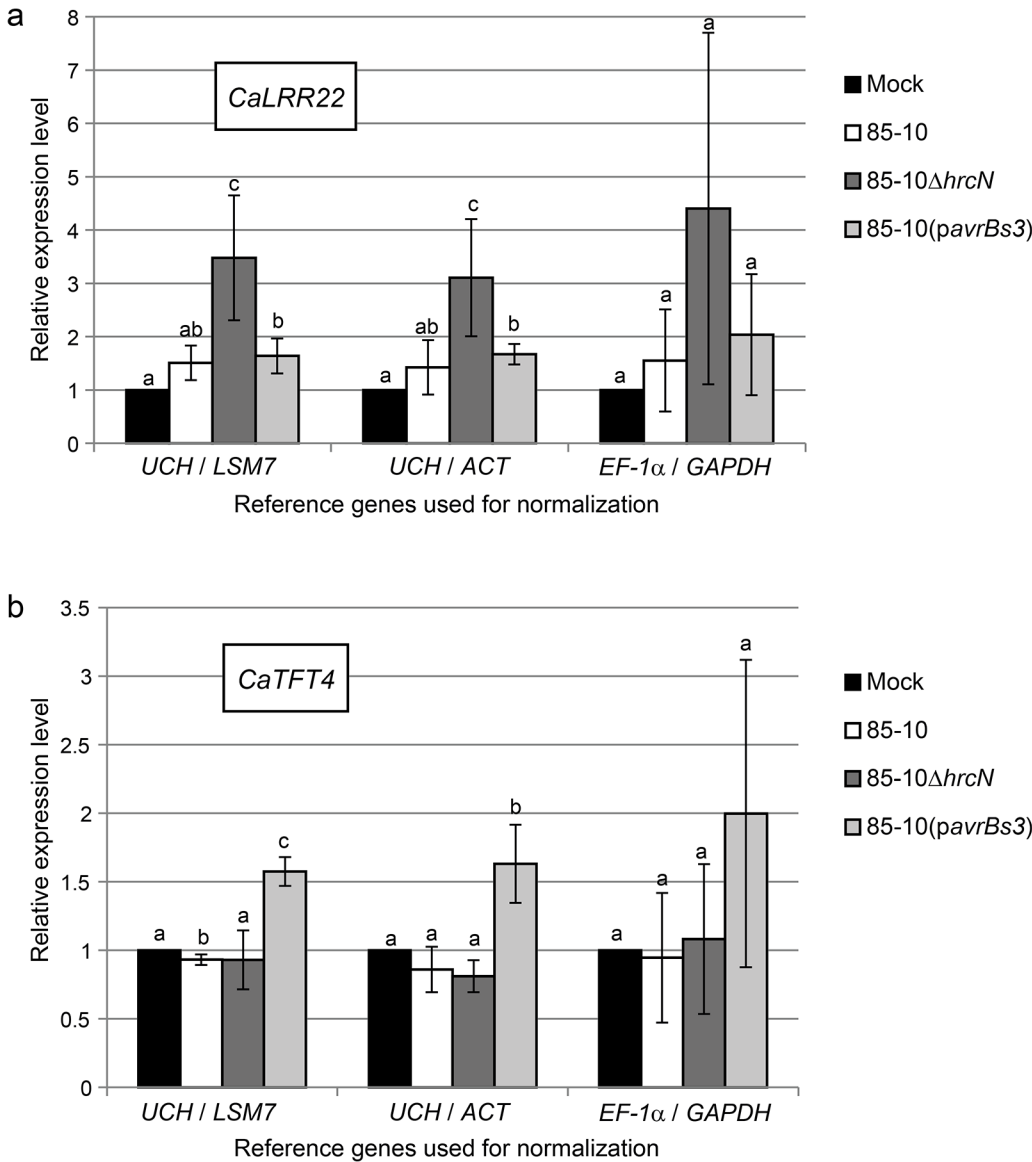 a
8
7
6
5
4
3
2
1
0
Relative expression level
CaLRR22
a ab c b
a ab c b
a a a a
UCH / LSM7 UCH / ACT EF-1α / GAPDH
Reference genes used for normalization
Mock
85-10
85-10ΔhrcN
85-10(pavrBs3)
b
3.5
3
2.5
2
1.5
1
0.5
0
Relative expression level
CaTFT4
a b a c
a a a b
a a a a
UCH / LSM7 UCH / ACT EF-1α / GAPDH
Reference genes used for normalization
Mock
85-10
85-10ΔhrcN
85-10(pavrBs3)